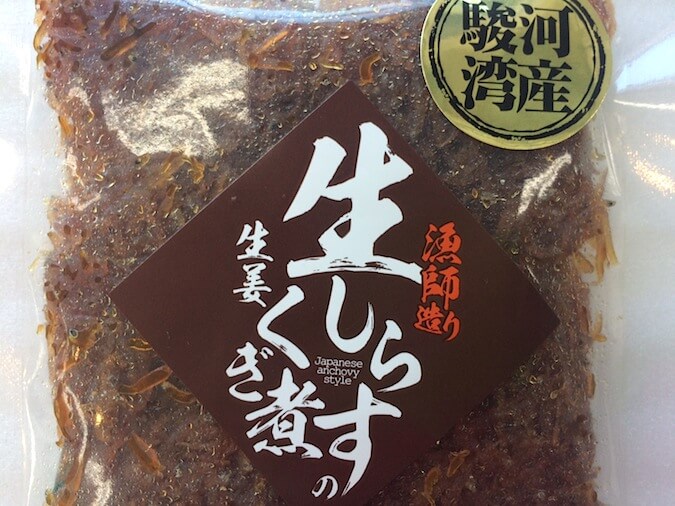 駿河
湾産
漁師造り
生しらすの
生姜
くぎ煮
Japanese
anchovy
style